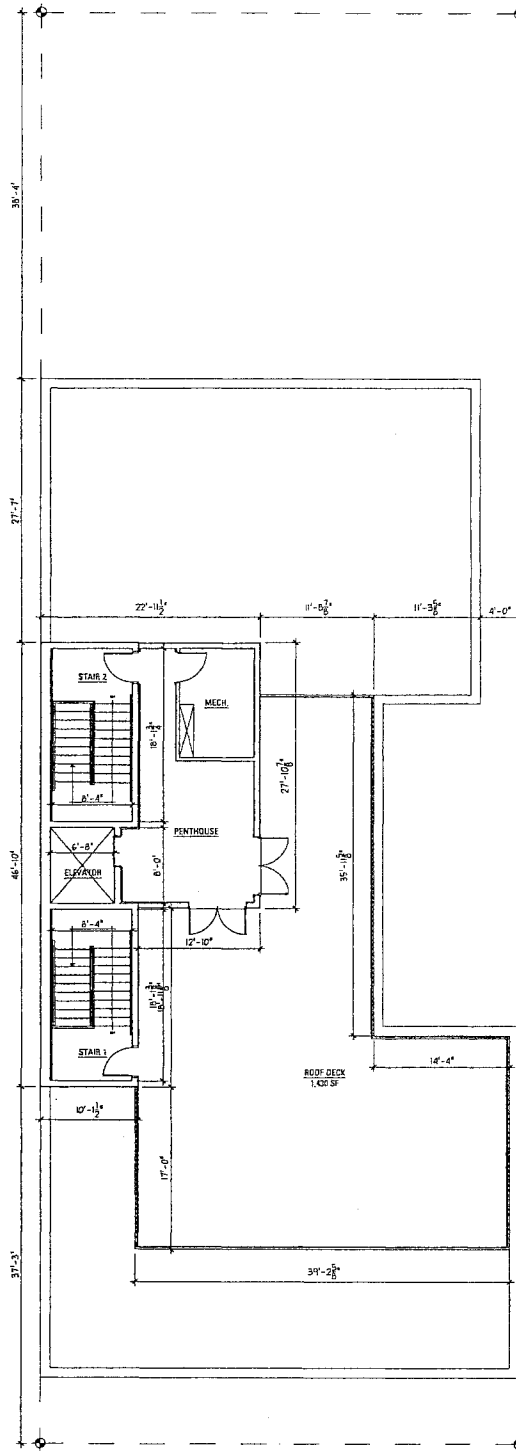 38'-4"
27'-7"
22'-11 1/2"
11'-8 7/8"
11'-3 5/8"
4'-0"
STAIR 2
MECH.
18'-1 3/4"
27'-10 7/8"
8'-4"
PENTHOUSE
6'-8"
ELEVATOR
8'-0"
35'-11 5/8"
46'-10"
8'-4"
12'-10"
STAIR 1
14'-4"
ROOF DECK
1,430 SF
10'-1 1/2"
17'-0"
39'-2 5/8"
37'-3"